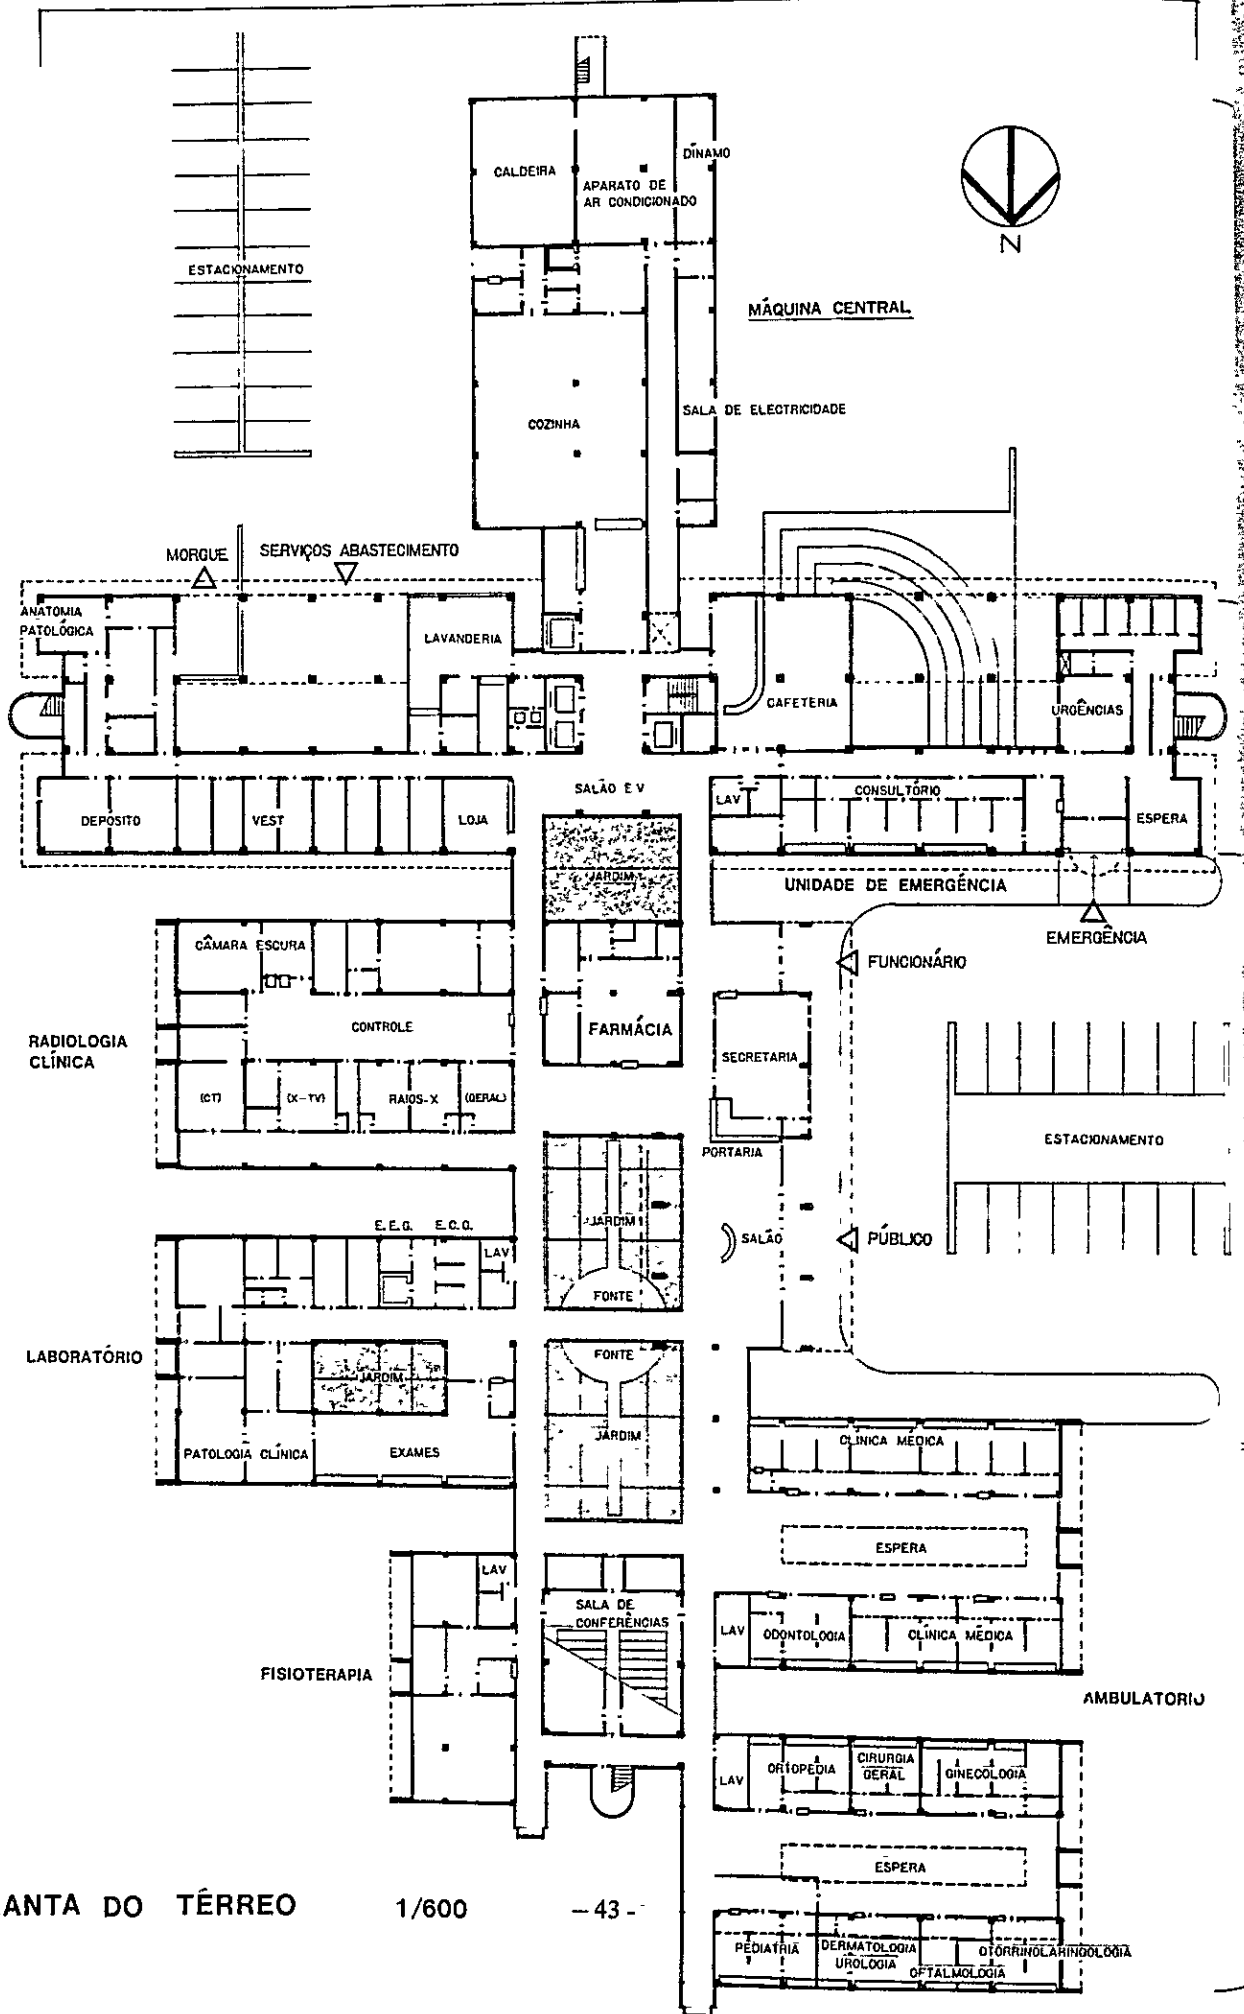 CALDEIRA
DÍNAMO
APARATO DE
AR CONDICIONADO
N
ESTACIONAMENTO
MÁQUINA CENTRAL
SALA DE ELECTRICIDADE
COZINHA
MORGUE
SERVIÇOS ABASTECIMENTO
ANATOMIA
PATOLÓGICA
LAVANDERIA
CAFETERIA
URGÊNCIAS
DEPÓSITO
VEST
LOJA
SALÃO E V
LAV
CONSULTÓRIO
ESPERA
JARDIM
UNIDADE DE EMERGÉNCIA
EMERGÊNCIA
CÂMARA ESCURA
FUNCIONÁRIO
CONTROLE
FARMÁCIA
RADIOLOGIA
CLÍNICA
SECRETARIA
(CT)
(X-TV)
RAIOS-X
(GERAL)
ESTACIONAMENTO
PORTARIA
E.E.G.
E.C.G.
JARDIM
SALÃO
PÚBLICO
LAV
FONTE
LABORATÓRIO
JARDIM
FONTE
JARDIM
PATOLOGIA CLÍNICA
EXAMES
CLÍNICA MÉDICA
ESPERA
LAV
SALA DE
CONFERÊNCIAS
LAV
ODONTOLOGIA
CLÍNICA MÉDICA
FISIOTERAPIA
AMBULATORIO
LAV
ORTOPEDIA
CIRURGIA
GERAL
GINECOLOGIA
ESPERA
ANTA DO TÉRREO 1/600 -43-
PEDIATRIA
DERMATOLOGIA
UROLOGIA
OFTALMOLOGIA
OTORRINOLARINGOLOGIA